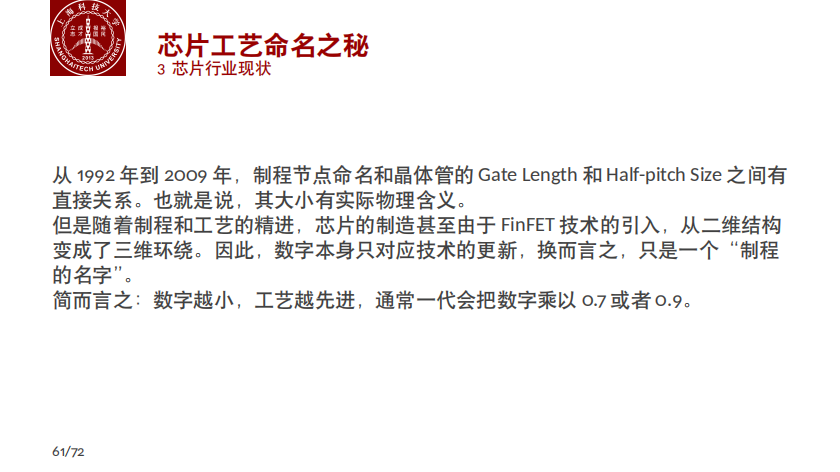 上海科技大学
立志 成才 报国 裕民
2013
SHANGHAITECH UNIVERSITY
芯片工艺命名之秘
3 芯片行业现状
从 1992 年到 2009 年，制程节点命名和晶体管的 Gate Length 和 Half-pitch Size 之间有
直接关系。也就是说，其大小有实际物理含义。
但是随着制程和工艺的精进，芯片的制造甚至由于 FinFET 技术的引入，从二维结构
变成了三维环绕。因此，数字本身只对应技术的更新，换而言之，只是一个“制程
的名字”。
简而言之：数字越小，工艺越先进，通常一代会把数字乘以 0.7 或者 0.9。
61/72